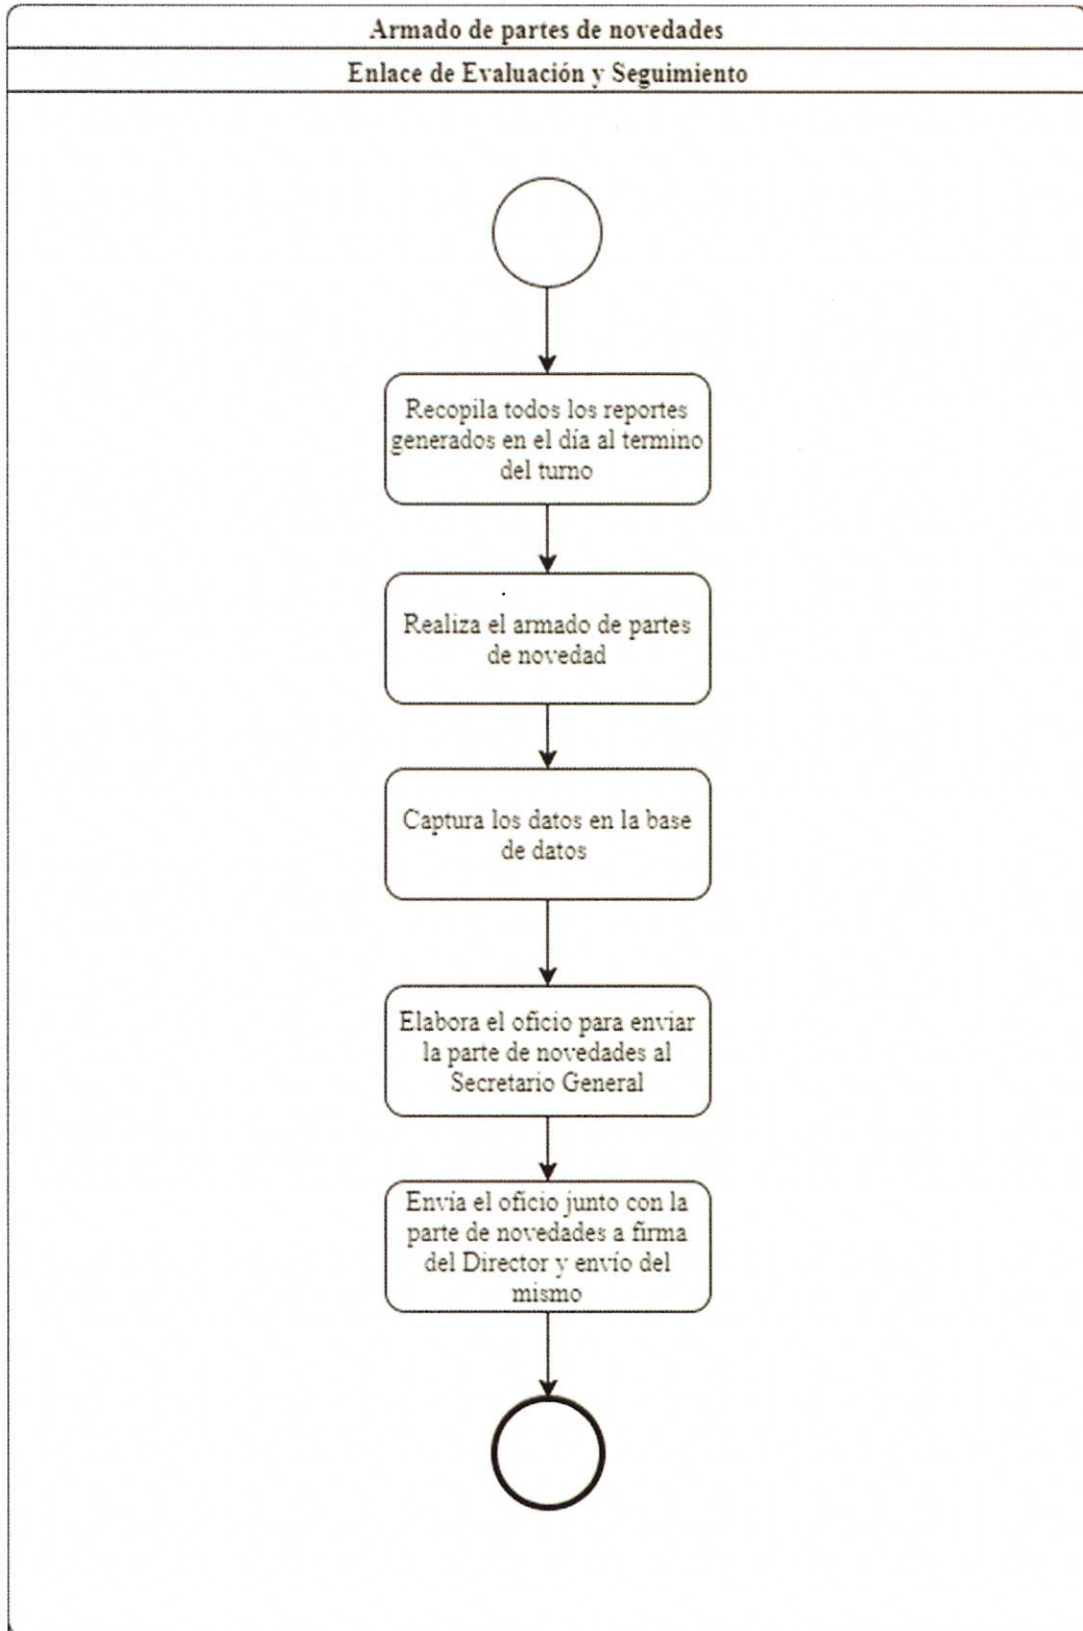 Armado de partes de novedades
Enlace de Evaluación y Seguimiento
Recopila todos los reportes
generados en el día al termino
del turno
Realiza el armado de partes
de novedad
Captura los datos en la base
de datos
Elabora el oficio para enviar
la parte de novedades al
Secretario General
Envía el oficio junto con la
parte de novedades a firma
del Director y envío del
mismo